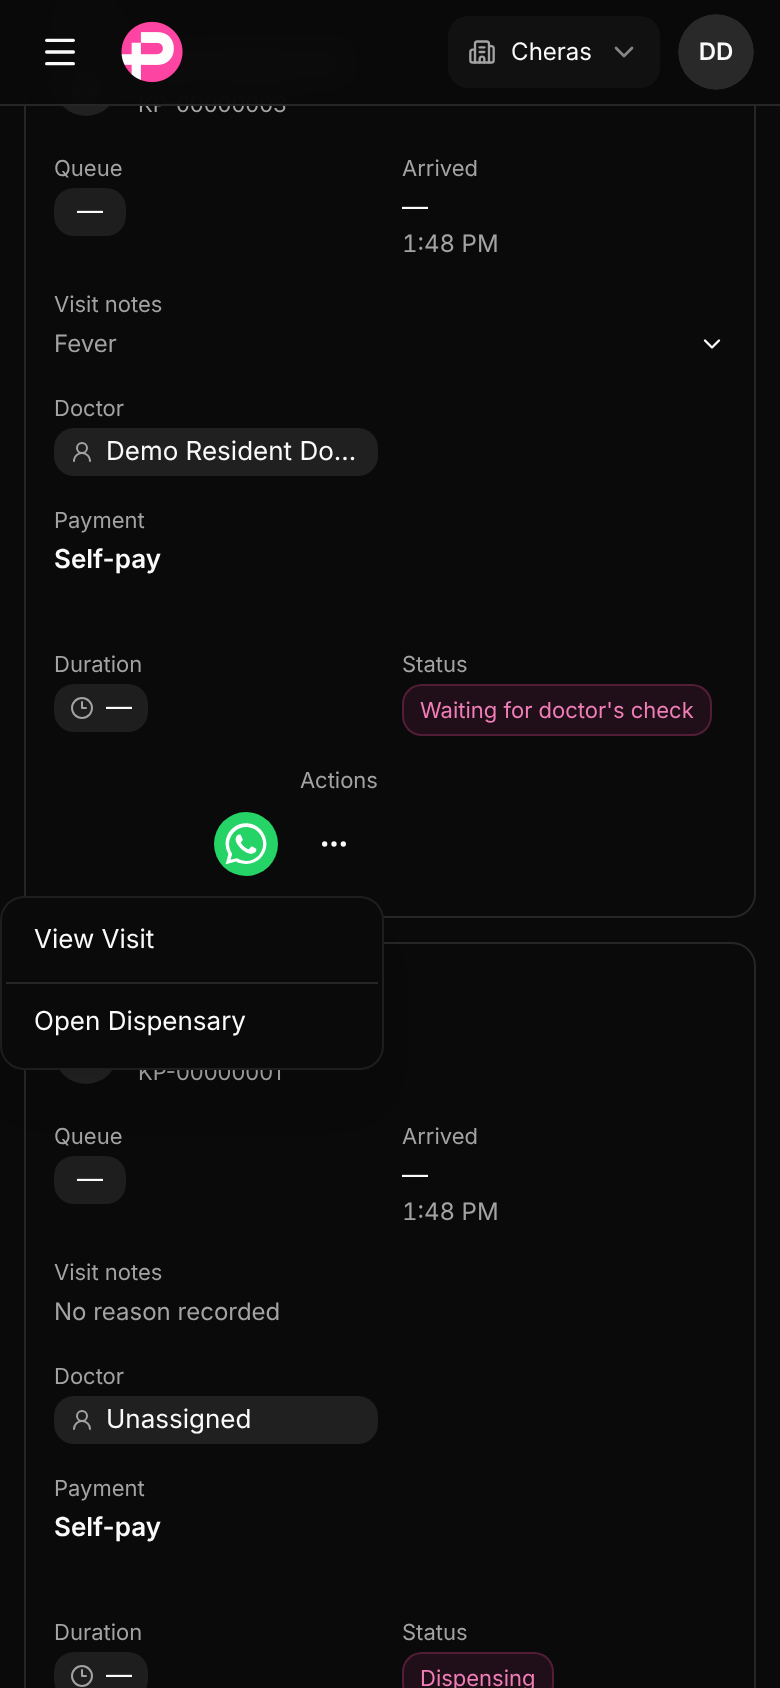 Cheras
DD
KP-00000003
Queue
Arrived
—
—
1:48 PM
Visit notes
Fever
Doctor
Demo Resident Do...
Payment
Self-pay
Duration
Status
—
Waiting for doctor's check
Actions
View Visit
Open Dispensary
KP-00000001
Queue
Arrived
—
—
1:48 PM
Visit notes
No reason recorded
Doctor
Unassigned
Payment
Self-pay
Duration
Status
—
Dispensing